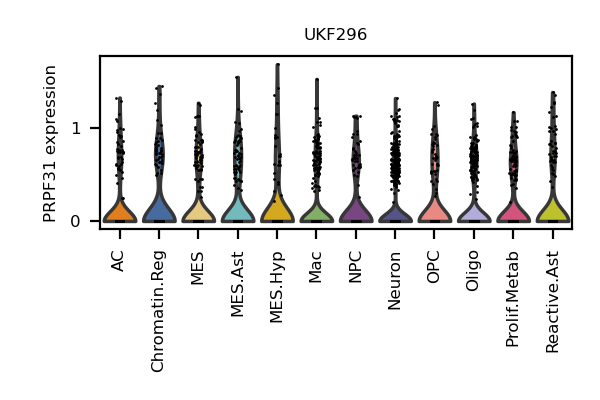 UKF296
PRPF31 expression
1
0
AC
Chromatin.Reg
MES
MES.Ast
MES.Hyp
Mac
NPC
Neuron
OPC
Oligo
Prolif.Metab
Reactive.Ast